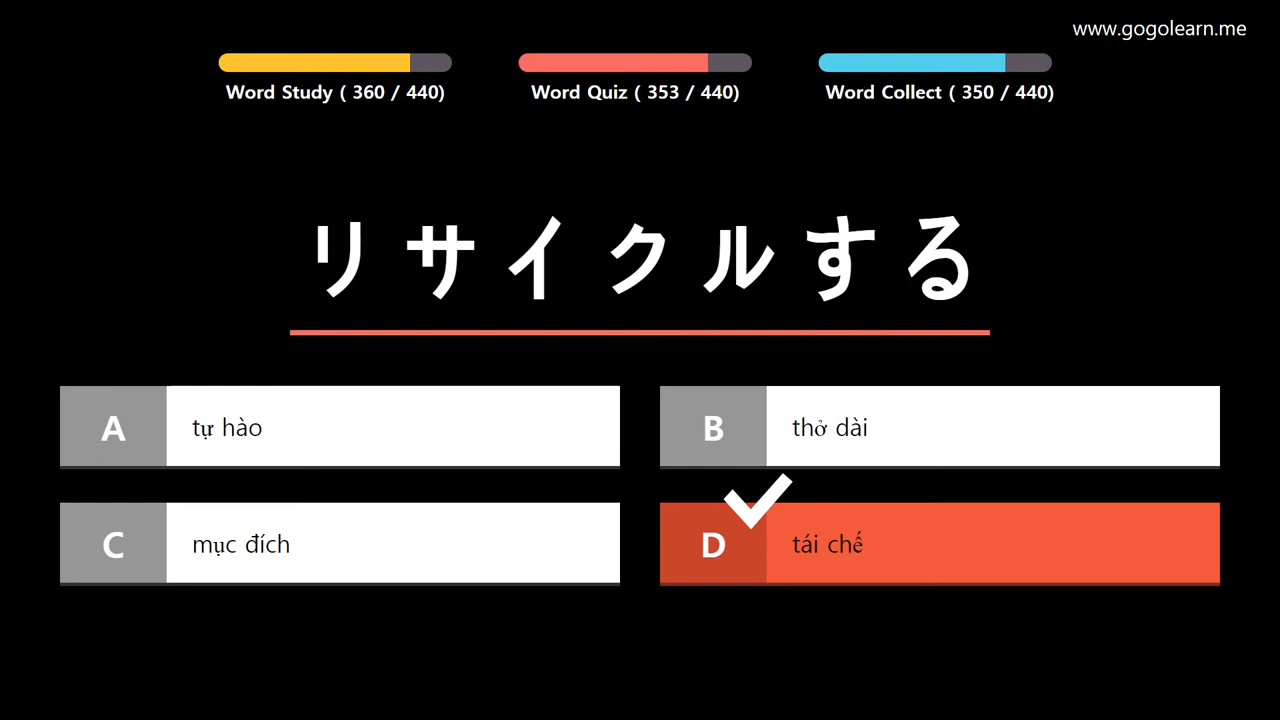 www.gogolearn.me
Word Study ( 360 / 440)
Word Quiz ( 353 / 440)
Word Collect ( 350 / 440)
リサイクルする
A
tự hào
B
thở dài
C
mục đích
D
tái chế